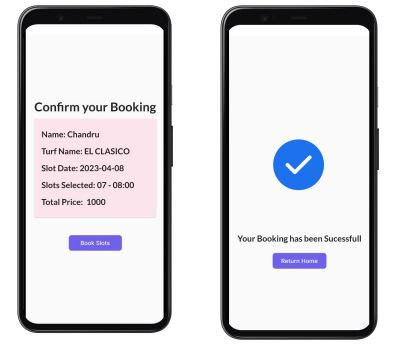 Confirm your Booking
Name: Chandru
Turf Name: EL CLASICO
Slot Date: 2023-04-08
Slots Selected: 07 - 08:00
Total Price: 1000
Book Slots
Your Booking has been Sucessfull
Return Home